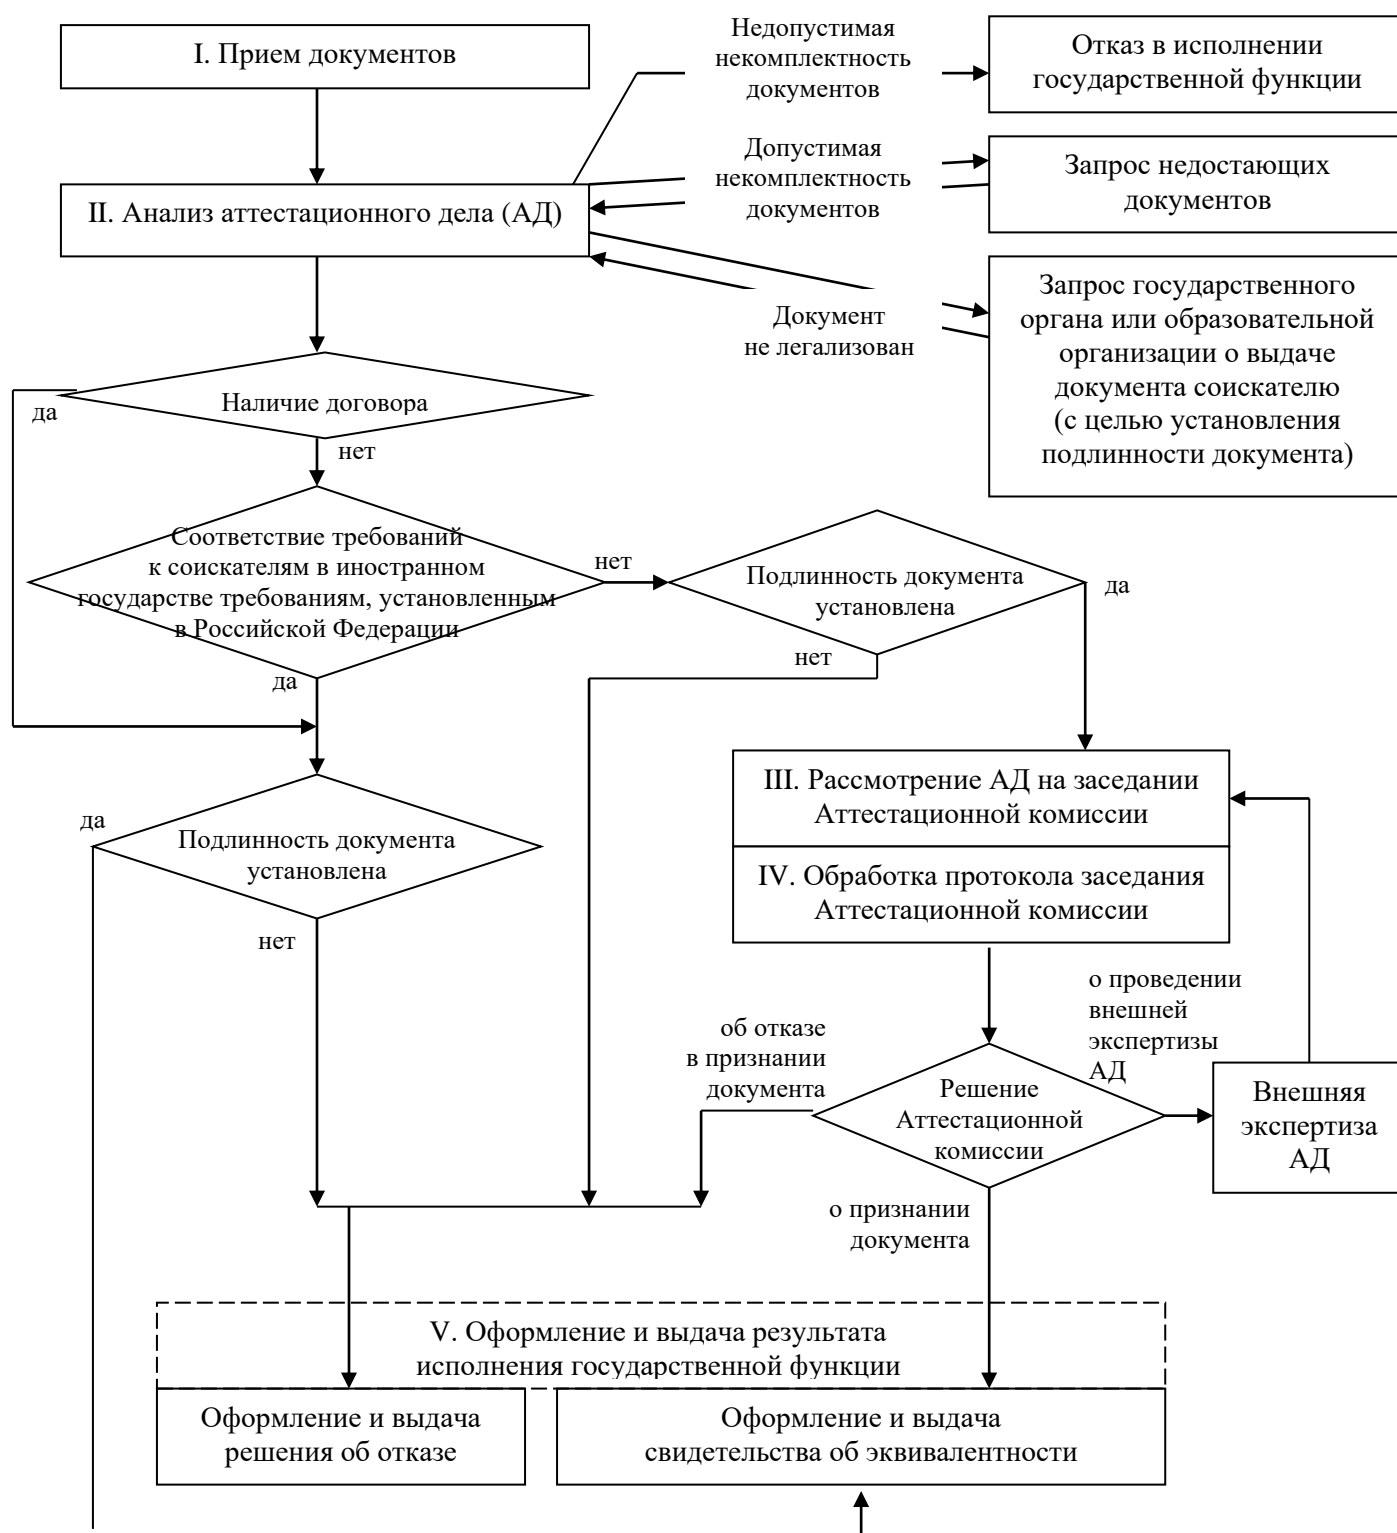 I. Прием документов
Недопустимая
некомплектность
документов
Отказ в исполнении
государственной функции
II. Анализ аттестационного дела (АД)
Допустимая
некомплектность
документов
Запрос недостающих
документов
Документ
не легализован
Запрос государственного
органа или образовательной
организации о выдаче
документа соискателю
(с целью установления
подлинности документа)
Наличие договора
да
нет
Соответствие требований
к соискателям в иностранном
государстве требованиям, установленным
в Российской Федерации
нет
да
Подлинность документа
установлена
да
нет
Подлинность документа
установлена
да
нет
III. Рассмотрение АД на заседании
Аттестационной комиссии
IV. Обработка протокола заседания
Аттестационной комиссии
об отказе
в признании
документа
о проведении
внешней
экспертизы
АД
Решение
Аттестационной
комиссии
Внешняя
экспертиза
АД
о признании
документа
V. Оформление и выдача результата
исполнения государственной функции
Оформление и выдача
решения об отказе
Оформление и выдача
свидетельства об эквивалентности